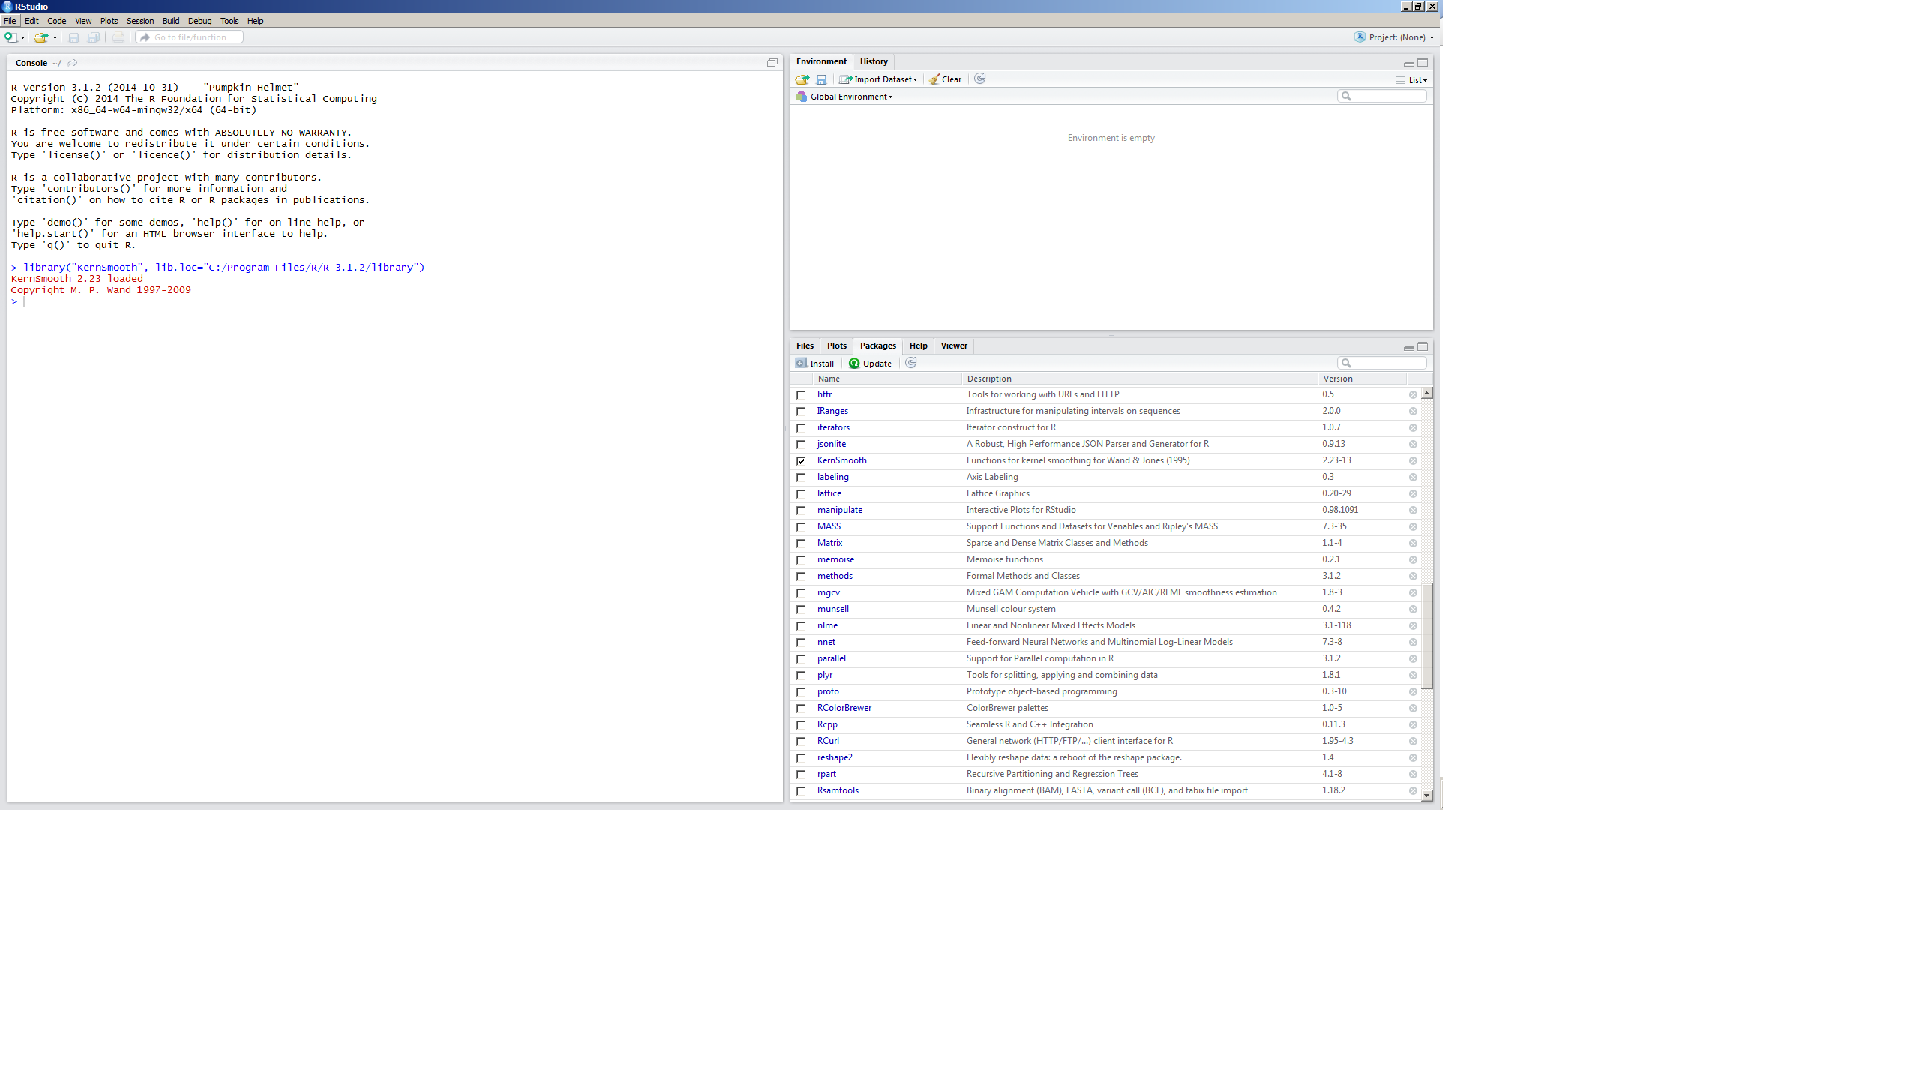 RStudio
File Edit Code View Plots Session Build Debug Tools Help
Go to file/function
Project: (None)
Console ~/
R version 3.1.2 (2014-10-31) -- "Pumpkin Helmet"
Copyright (C) 2014 The R Foundation for Statistical Computing
Platform: x86_64-w64-mingw32/x64 (64-bit)
R is free software and comes with ABSOLUTELY NO WARRANTY.
You are welcome to redistribute it under certain conditions.
Type 'license()' or 'licence()' for distribution details.
R is a collaborative project with many contributors.
Type 'contributors()' for more information and
'citation()' on how to cite R or R packages in publications.
Type 'demo()' for some demos, 'help()' for on-line help, or
'help.start()' for an HTML browser interface to help.
Type 'q()' to quit R.
> library("KernSmooth", lib.loc="C:/Program Files/R/R-3.1.2/library")
KernSmooth 2.23 loaded
Copyright M. P. Wand 1997-2009
>
Environment History
Import Dataset Clear List
Global Environment
Environment is empty
Files Plots Packages Help Viewer
Install Update
Name Description Version
httr Tools for working with URLs and HTTP 0.5
IRanges Infrastructure for manipulating intervals on sequences 2.0.0
iterators Iterator construct for R 1.0.7
jsonlite A Robust, High Performance JSON Parser and Generator for R 0.9.13
KernSmooth Functions for kernel smoothing for Wand & Jones (1995) 2.23-13
labeling Axis Labeling 0.3
lattice Lattice Graphics 0.20-29
manipulate Interactive Plots for RStudio 0.98.1091
MASS Support Functions and Datasets for Venables and Ripley's MASS 7.3-35
Matrix Sparse and Dense Matrix Classes and Methods 1.1-4
memoise Memoise functions 0.2.1
methods Formal Methods and Classes 3.1.2
mgcv Mixed GAM Computation Vehicle with GCV/AIC/REML smoothness estimation 1.8-3
munsell Munsell colour system 0.4.2
nlme Linear and Nonlinear Mixed Effects Models 3.1-118
nnet Feed-forward Neural Networks and Multinomial Log-Linear Models 7.3-8
parallel Support for Parallel computation in R 3.1.2
plyr Tools for splitting, applying and combining data 1.8.1
proto Prototype object-based programming 0.3-10
RColorBrewer ColorBrewer palettes 1.0-5
Rcpp Seamless R and C++ Integration 0.11.3
RCurl General network (HTTP/FTP/...) client interface for R 1.95-4.3
reshape2 Flexibly reshape data: a reboot of the reshape package. 1.4
rpart Recursive Partitioning and Regression Trees 4.1-8
Rsamtools Binary alignment (BAM), FASTA, variant call (BCF), and tabix file import 1.18.2